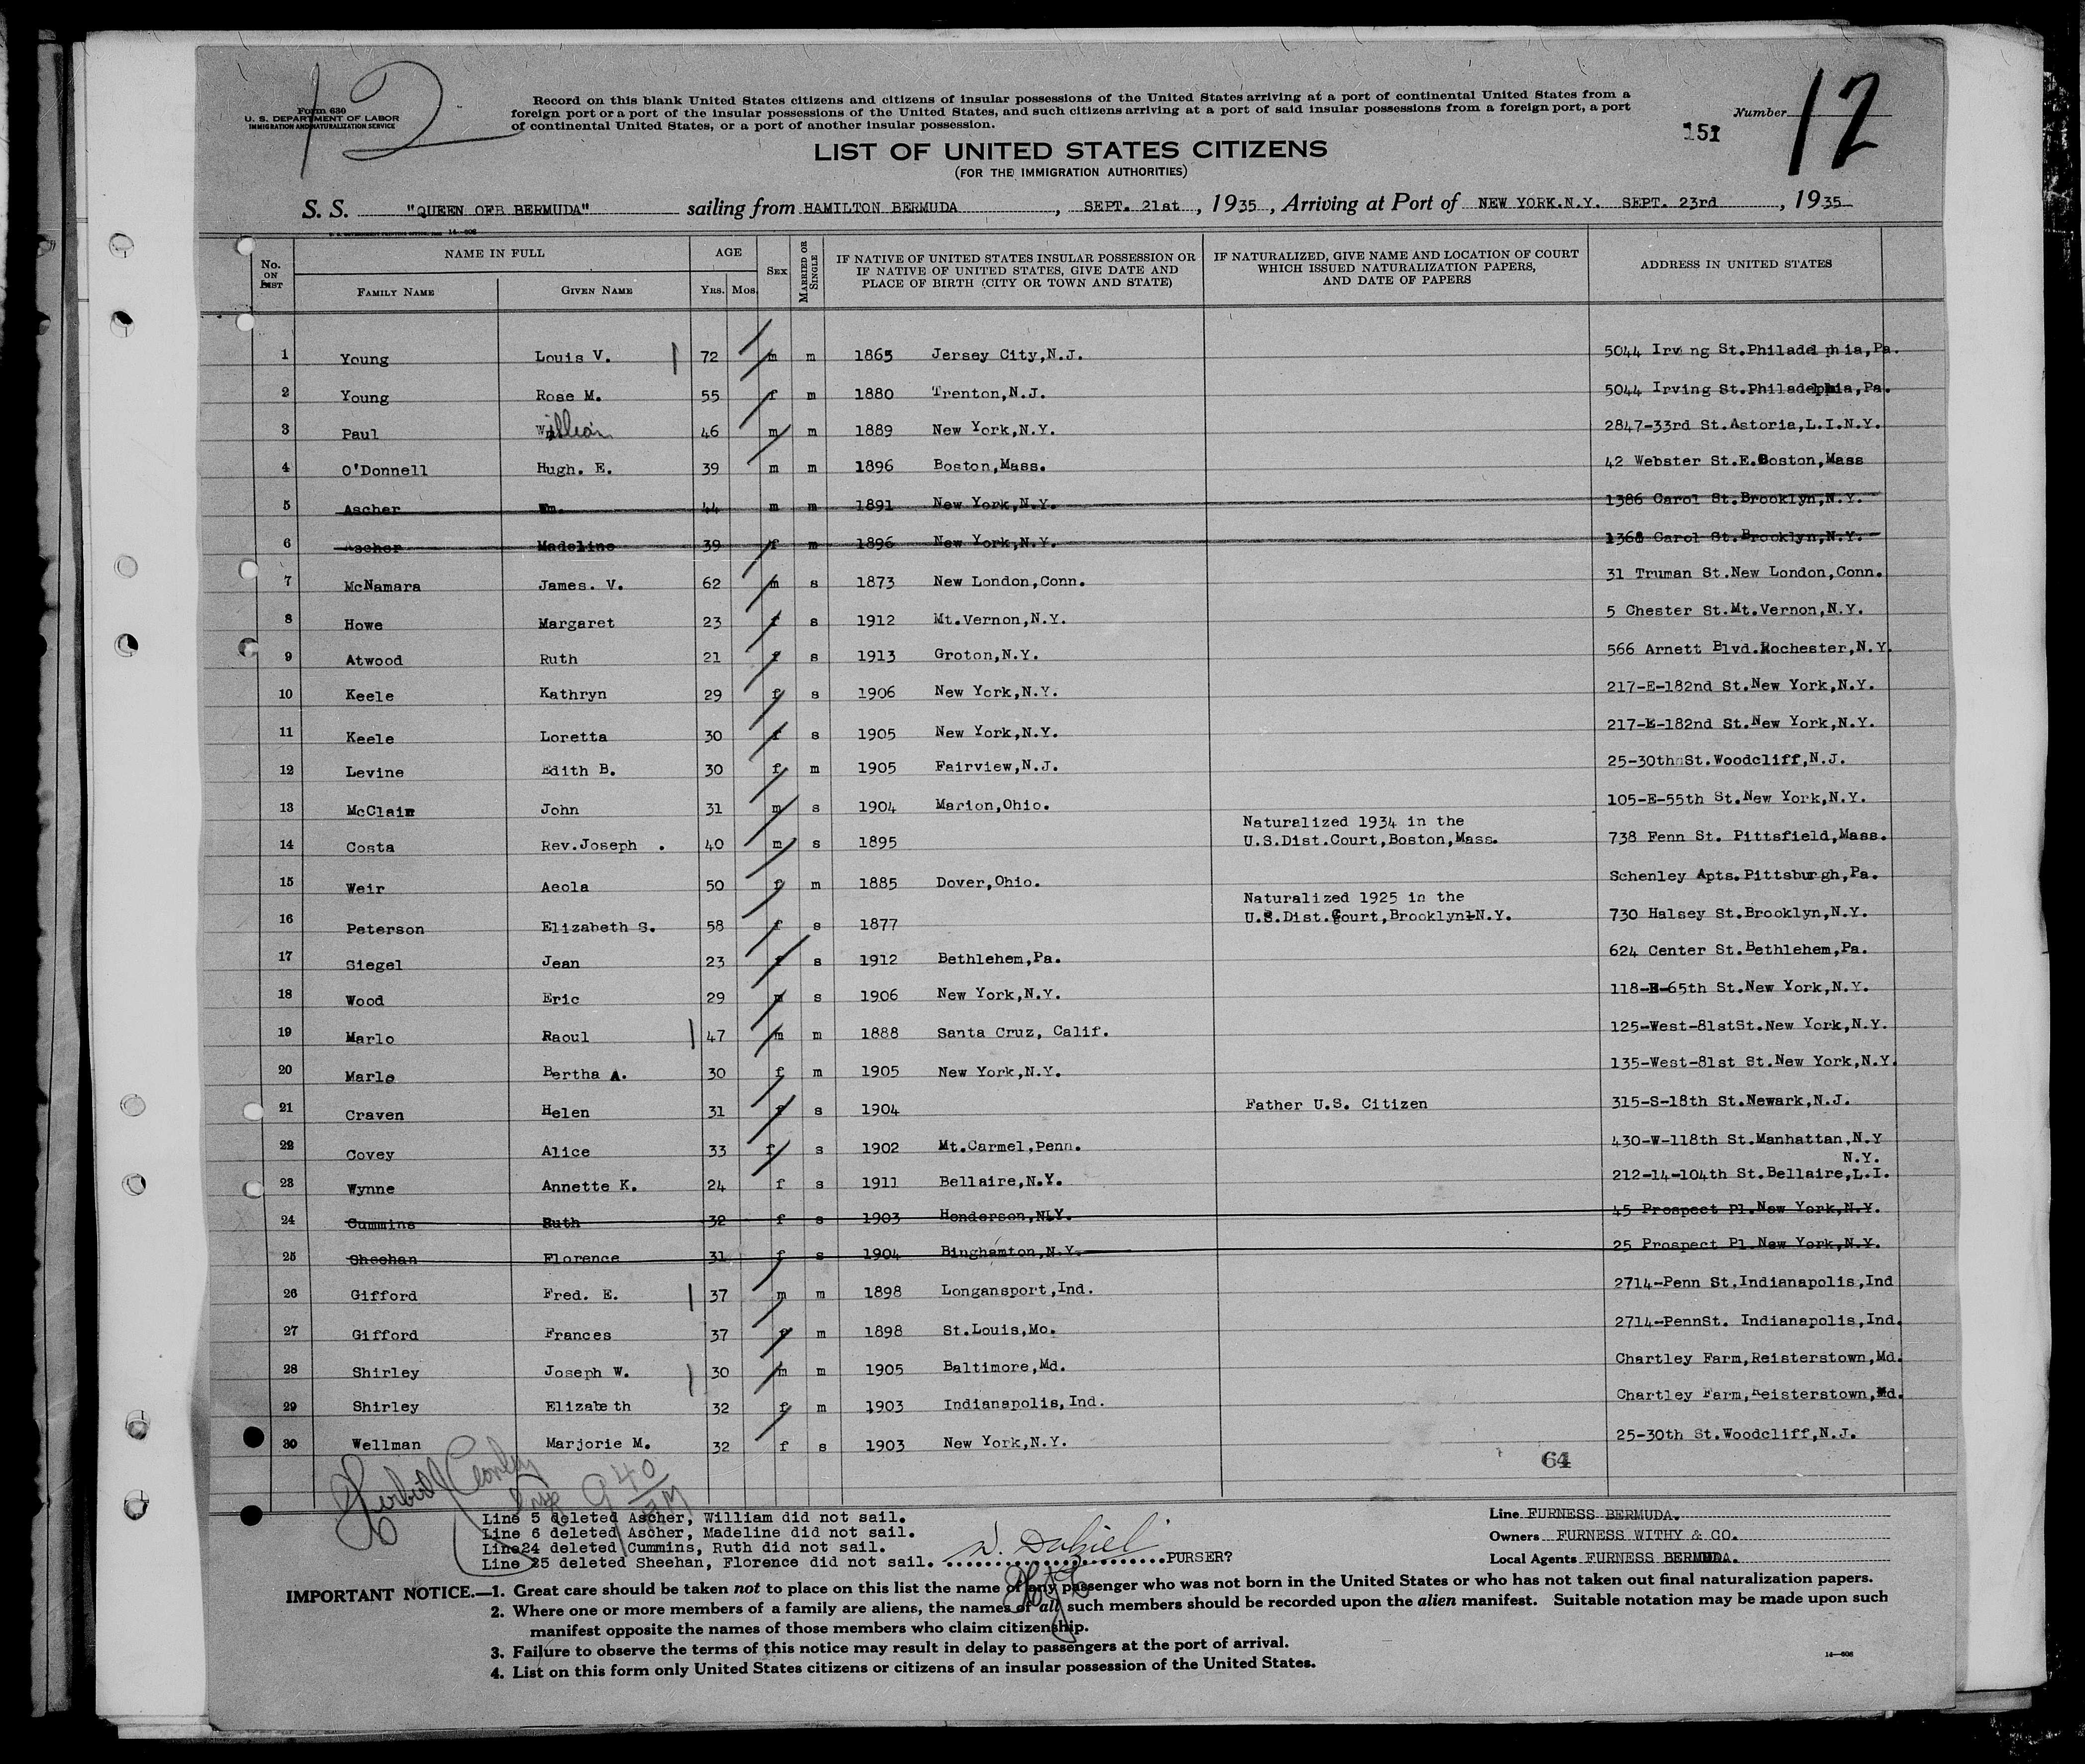 12
Form 630
U. S. DEPARTMENT OF LABOR
IMMIGRATION AND NATURALIZATION SERVICE
Record on this blank United States citizens and citizens of insular possessions of the United States arriving at a port of continental United States from a
foreign port or a port of the insular possessions of the United States, and such citizens arriving at a port of said insular possessions from a foreign port, a port
of continental United States, or a port of another insular possession.
Number 12
151
LIST OF UNITED STATES CITIZENS
(FOR THE IMMIGRATION AUTHORITIES)
S. S. "QUEEN OFB BERMUDA" sailing from HAMILTON BERMUDA, SEPT. 21st, 1935, Arriving at Port of NEW YORK.N.Y. SEPT. 23rd, 1935
No. ON LIST NAME IN FULL FAMILY NAME GIVEN NAME AGE YRS. MOS. SEX MARRIED OR SINGLE IF NATIVE OF UNITED STATES INSULAR POSSESSION OR IF NATIVE OF UNITED STATES, GIVE DATE AND PLACE OF BIRTH (CITY OR TOWN AND STATE) IF NATURALIZED, GIVE NAME AND LOCATION OF COURT WHICH ISSUED NATURALIZATION PAPERS, AND DATE OF PAPERS ADDRESS IN UNITED STATES
1 Young Louis V. 72 m m 1863 Jersey City,N.J. 5044 Irv ng St.Philadel phia,Pa.
2 Young Rose M. 55 f m 1880 Trenton,N.J. 5044 Irving St.Philadephia,Pa.
3 Paul William 46 m m 1889 New York,N.Y. 2847-33rd St.Astoria,L.I.N.Y.
4 O'Donnell Hugh. E. 39 m m 1896 Boston,Mass. 42 Webster St.E.Boston,Mass
5 Ascher Wm. 44 m m 1891 New York,N.Y. 1386 Carol St.Brooklyn,N.Y.
6 Ascher Madeline 39 f m 1896 New York,N.Y. 1368 Carol St.Brooklyn,N.Y.
7 McNamara James. V. 62 m s 1873 New London,Conn. 31 Truman St.New London,Conn.
8 Howe Margaret 23 f s 1912 Mt.Vernon,N.Y. 5 Chester St.Mt.Vernon,N.Y.
9 Atwood Ruth 21 f s 1913 Groton,N.Y. 566 Arnett Blvd.Rochester,N.Y.
10 Keele Kathryn 29 f s 1906 New York,N.Y. 217-E-182nd St.New York,N.Y.
11 Keele Loretta 30 f s 1905 New York,N.Y. 217-E-182nd St.New York,N.Y.
12 Levine Edith B. 30 f m 1905 Fairview,N.J. 25-30th St.Woodcliff,N.J.
13 McClain John 31 m s 1904 Marion,Ohio. 105-E-55th St.New York,N.Y.
Naturalized 1934 in the
14 Costa Rev.Joseph . 40 m s 1895 U.S.Dist.Court,Boston,Mass. 738 Fenn St. Pittsfield,Mass.
15 Weir Aeola 50 f m 1885 Dover,Ohio. Schenley Apts.Pittsburgh,Pa.
Naturalized 1925 in the
16 Peterson Elizabeth S. 58 f s 1877 U.S.Dist.Court,Brooklyn N.Y. 730 Halsey St.Brooklyn,N.Y.
17 Siegel Jean 23 f s 1912 Bethlehem,Pa. 624 Center St.Bethlehem,Pa.
18 Wood Eric 29 m s 1906 New York,N.Y. 118-E-65th St.New York,N.Y.
19 Marlo Raoul 47 m m 1888 Santa Cruz, Calif. 125-West-81stSt.New York,N.Y.
20 Marlo Bertha A. 30 f m 1905 New York,N.Y. 135-West-81st St.New York,N.Y.
21 Craven Helen 31 f s 1904 Father U.S. Citizen 315-S-18th St.Newark,N.J.
22 Covey Alice 33 f s 1902 Mt.Carmel,Penn. 430-W-118th St.Manhattan,N.Y
N.Y.
23 Wynne Annette K. 24 f s 1911 Bellaire,N.Y. 212-14-104th St.Bellaire,L.I.
24 Cummins Ruth 32 f s 1903 Henderson,N.Y. 45 Prospect Pl.New York,N.Y.
25 Sheehan Florence 31 f s 1904 Binghamton,N.Y. 25 Prospect Pl.New York,N.Y.
26 Gifford Fred. E. 37 m m 1898 Longansport,Ind. 2714-Penn St.Indianapolis,Ind
27 Gifford Frances 37 f m 1898 St.Louis,Mo. 2714-PennSt. Indianapolis,Ind.
28 Shirley Joseph W. 30 m m 1905 Baltimore,Md. Chartley Farm,Reisterstown,Md.
29 Shirley Elizabeth 32 f m 1903 Indianapolis,Ind. Chartley Farm,Reisterstown,Md.
30 Wellman Marjorie M. 32 f s 1903 New York,N.Y. 25-30th St.Woodcliff,N.J.
64
9 40
Line 5 deleted Ascher, William did not sail.
Line 6 deleted Ascher, Madeline did not sail.
Line24 deleted Cummins, Ruth did not sail.
Line 25 deleted Sheehan, Florence did not sail. PURSER?
Line FURNESS BERMUDA.
Owners FURNESS WITHY & CO.
Local Agents FURNESS BERMUDA.
IMPORTANT NOTICE.—1. Great care should be taken not to place on this list the name of any passenger who was not born in the United States or who has not taken out final naturalization papers.
2. Where one or more members of a family are aliens, the names of all such members should be recorded upon the alien manifest. Suitable notation may be made upon such
manifest opposite the names of those members who claim citizenship.
3. Failure to observe the terms of this notice may result in delay to passengers at the port of arrival.
4. List on this form only United States citizens or citizens of an insular possession of the United States.
14—608